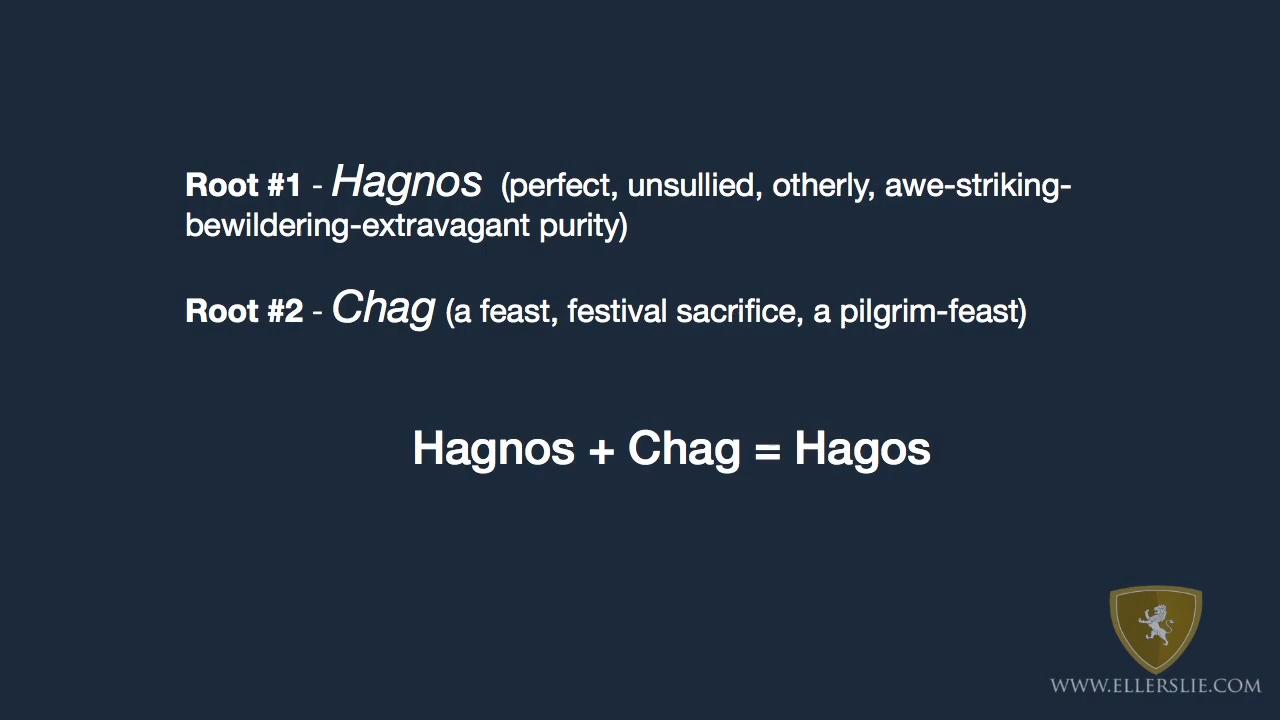 Root #1 - Hagnos (perfect, unsullied, otherly, awe-striking-
bewildering-extravagant purity)
Root #2 - Chag (a feast, festival sacrifice, a pilgrim-feast)
Hagnos + Chag = Hagos
WWW.ELLERSLIE.COM